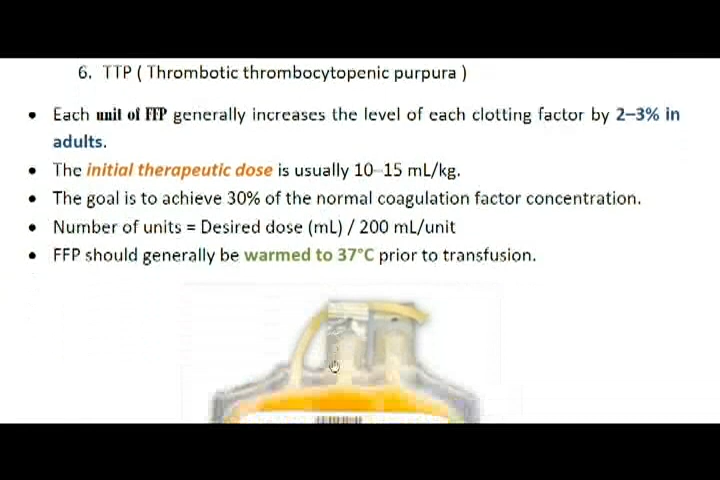 6. TTP ( Thrombotic thrombocytopenic purpura )
• Each unit of FFP generally increases the level of each clotting factor by 2–3% in
adults.
• The initial therapeutic dose is usually 10–15 mL/kg.
• The goal is to achieve 30% of the normal coagulation factor concentration.
• Number of units = Desired dose (mL) / 200 mL/unit
• FFP should generally be warmed to 37°C prior to transfusion.